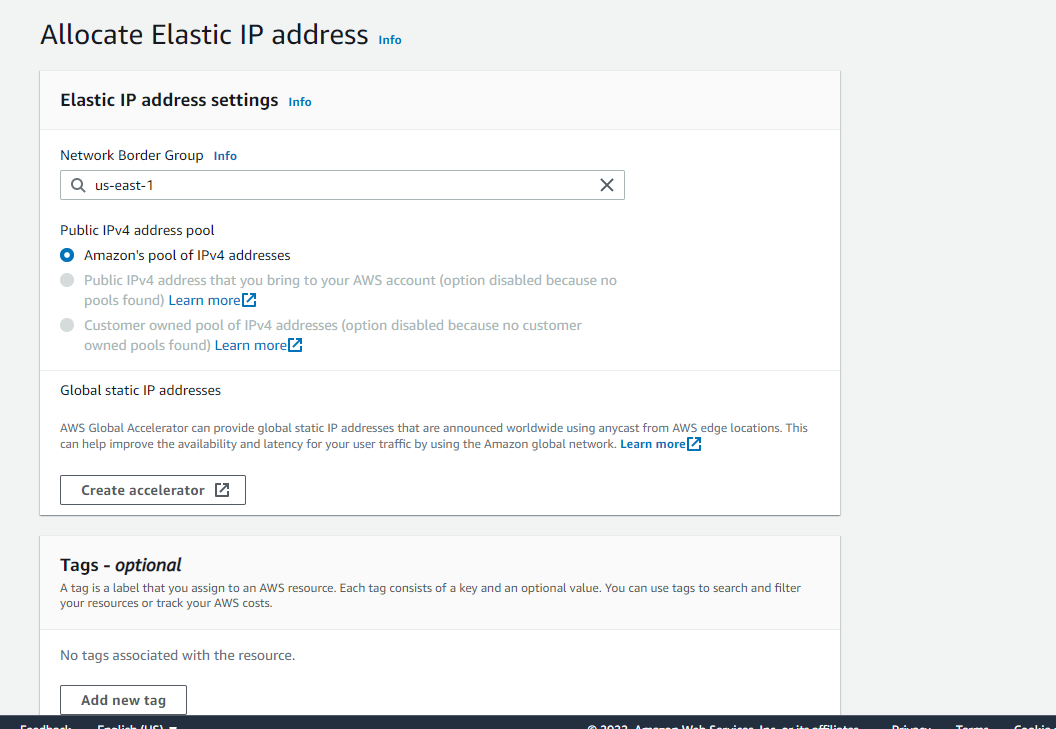 Allocate Elastic IP address Info
Elastic IP address settings Info
Network Border Group Info
us-east-1
Public IPv4 address pool
Amazon's pool of IPv4 addresses
Public IPv4 address that you bring to your AWS account (option disabled because no
pools found) Learn more
Customer owned pool of IPv4 addresses (option disabled because no customer
owned pools found) Learn more
Global static IP addresses
AWS Global Accelerator can provide global static IP addresses that are announced worldwide using anycast from AWS edge locations. This
can help improve the availability and latency for your user traffic by using the Amazon global network. Learn more
Create accelerator
Tags - optional
A tag is a label that you assign to an AWS resource. Each tag consists of a key and an optional value. You can use tags to search and filter
your resources or track your AWS costs.
No tags associated with the resource.
Add new tag
Feedback English (US) © 2022, Amazon Web Services, Inc. or its affiliates. Privacy Terms Cookie